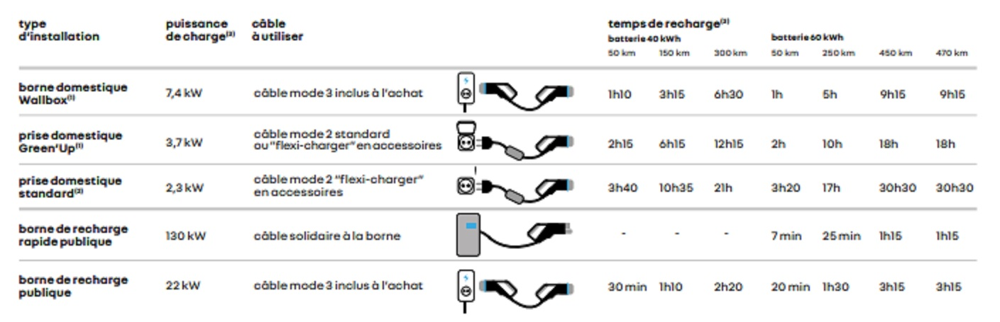 type
d'installation
puissance
de charge(2)
câble
à utiliser
temps de recharge(3)
batterie 40 kWh
batterie 60 kWh
50 km 150 km 300 km 50 km 250 km 450 km 470 km
borne domestique
Wallbox(1)
7,4 kW
câble mode 3 inclus à l'achat
1h10 3h15 6h30 1h 5h 9h15 9h15
prise domestique
Green'Up(1)
3,7 kW
câble mode 2 standard
ou "flexi-charger" en accessoires
2h15 6h15 12h15 2h 10h 18h 18h
prise domestique
standard(2)
2,3 kW
câble mode 2 "flexi-charger"
en accessoires
3h40 10h35 21h 3h20 17h 30h30 30h30
borne de recharge
rapide publique
130 kW
câble solidaire à la borne
- - - 7 min 25 min 1h15 1h15
borne de recharge
publique
22 kW
câble mode 3 inclus à l'achat
30 min 1h10 2h20 20 min 1h30 3h15 3h15